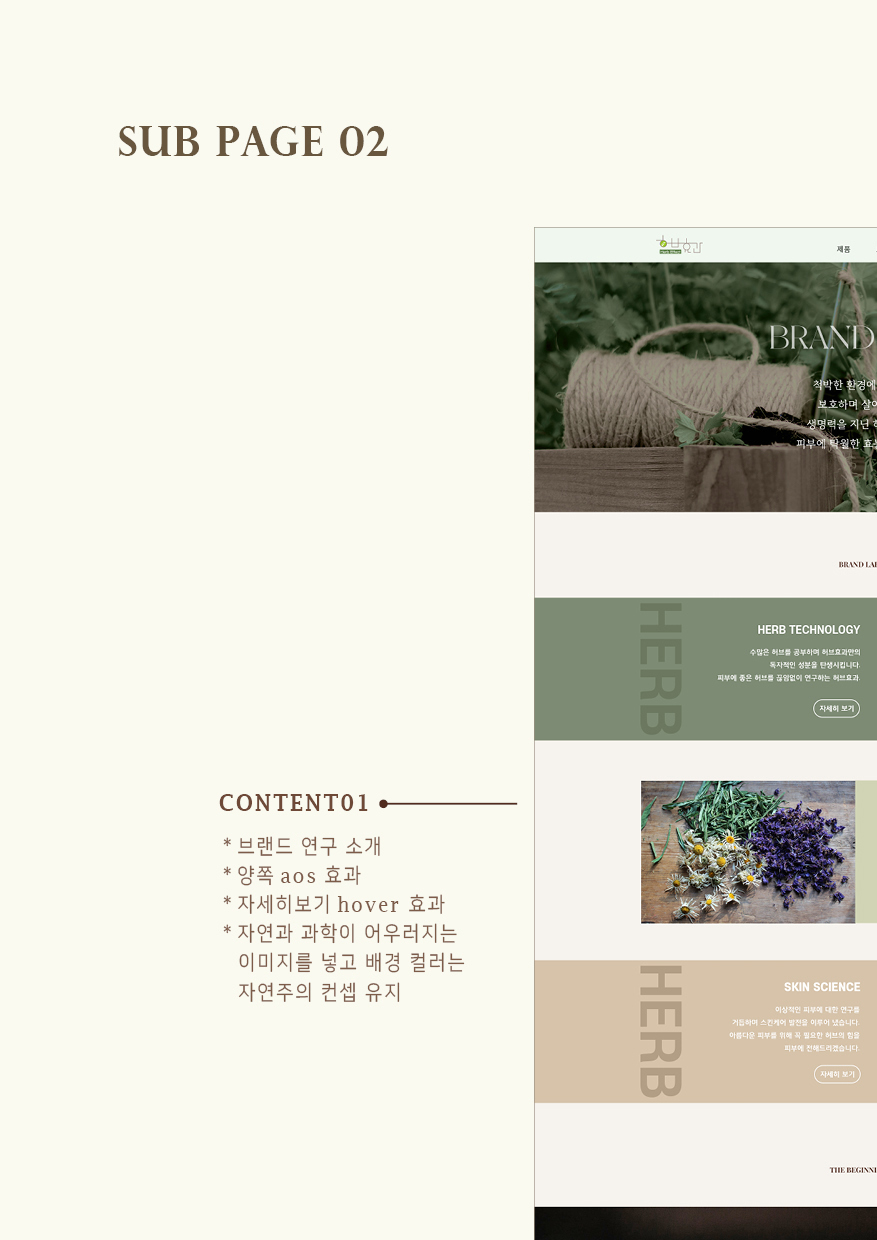 SUB PAGE 02
허브효과
제품
BRAND
척박한 환경에
보호하며 살아
생명력을 지닌
피부에 탁월한
BRAND LAB
HERB
HERB TECHNOLOGY
수많은 허브를 공부하며 허브효과만의
독자적인 성분을 탄생시킵니다.
피부에 좋은 허브를 끊임없이 연구하는 허브효과.
자세히 보기
CONTENT01
* 브랜드 연구 소개
* 양쪽 aos 효과
* 자세히보기 hover 효과
* 자연과 과학이 어우러지는
이미지를 넣고 배경 컬러는
자연주의 컨셉 유지
HERB
SKIN SCIENCE
이상적인 피부에 대한 연구를
거듭하며 스킨케어 발전을 이루어 냈습니다.
아름다운 피부를 위해 꼭 필요한 허브의 힘을
피부에 전해드리겠습니다.
자세히 보기
THE BEGINNI